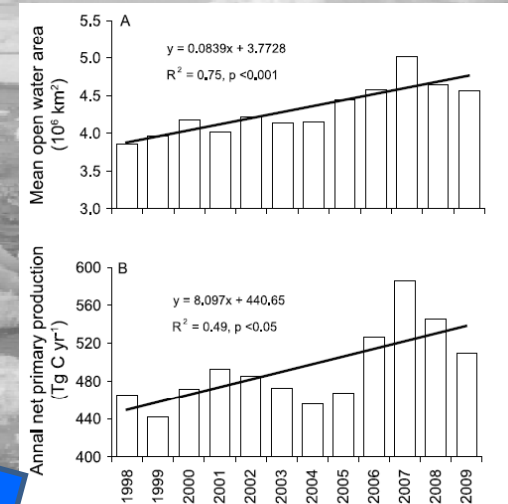 A
y = 0.0839x + 3.7728
R² = 0.75, p <0.001
Mean open water area
(10⁶ km²)
5.5
5.0
4.5
4.0
3.5
3.0
B
y = 8.097x + 440.65
R² = 0.49, p <0.05
Annal net primary production
(Tg C yr⁻¹)
600
560
520
480
440
400
1998
1999
2000
2001
2002
2003
2004
2005
2006
2007
2008
2009